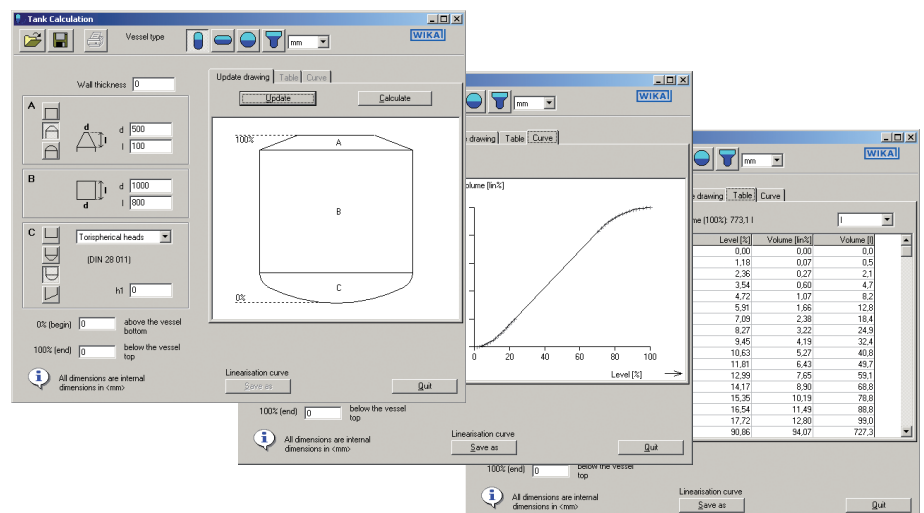 Tank Calculation
Vessel type
mm
WIKAI
Wall thickness 0
Update drawing Table Curve
Update
Calculate
A
d
l
d 500
l 100
B
d
l
d 1000
l 800
C
Torispherical heads
(DIN 28 011)
h1 0
100%
A
B
C
0%
0% (begin) 0 above the vessel
bottom
100% (end) 0 below the vessel
top
All dimensions are internal
dimensions in <mm>
Linearisation curve
Save as
Quit
mm
WIKAI
drawing Table Curve
olume [lin%]
0 20 40 60 80 100
Level [%]
100% (end) 0 below the vessel
top
All dimensions are internal
dimensions in <mm>
Linearisation curve
Save as
Quit
mm
WIKAI
drawing Table Curve
me (100%): 773,1 l
l
Level [%] Volume [lin%] Volume [l]
0,00 0,00 0,0
1,18 0,07 0,5
2,36 0,27 2,1
3,54 0,60 4,7
4,72 1,07 8,2
5,91 1,66 12,8
7,09 2,38 18,4
8,27 3,22 24,9
9,45 4,19 32,4
10,63 5,27 40,8
11,81 6,43 49,7
12,99 7,65 59,1
14,17 8,90 68,8
15,35 10,19 78,8
16,54 11,49 88,8
17,72 12,80 99,0
90,86 94,07 727,3
100% (end) 0 below the vessel
top
All dimensions are internal
dimensions in <mm>
Linearisation curve
Save as
Quit